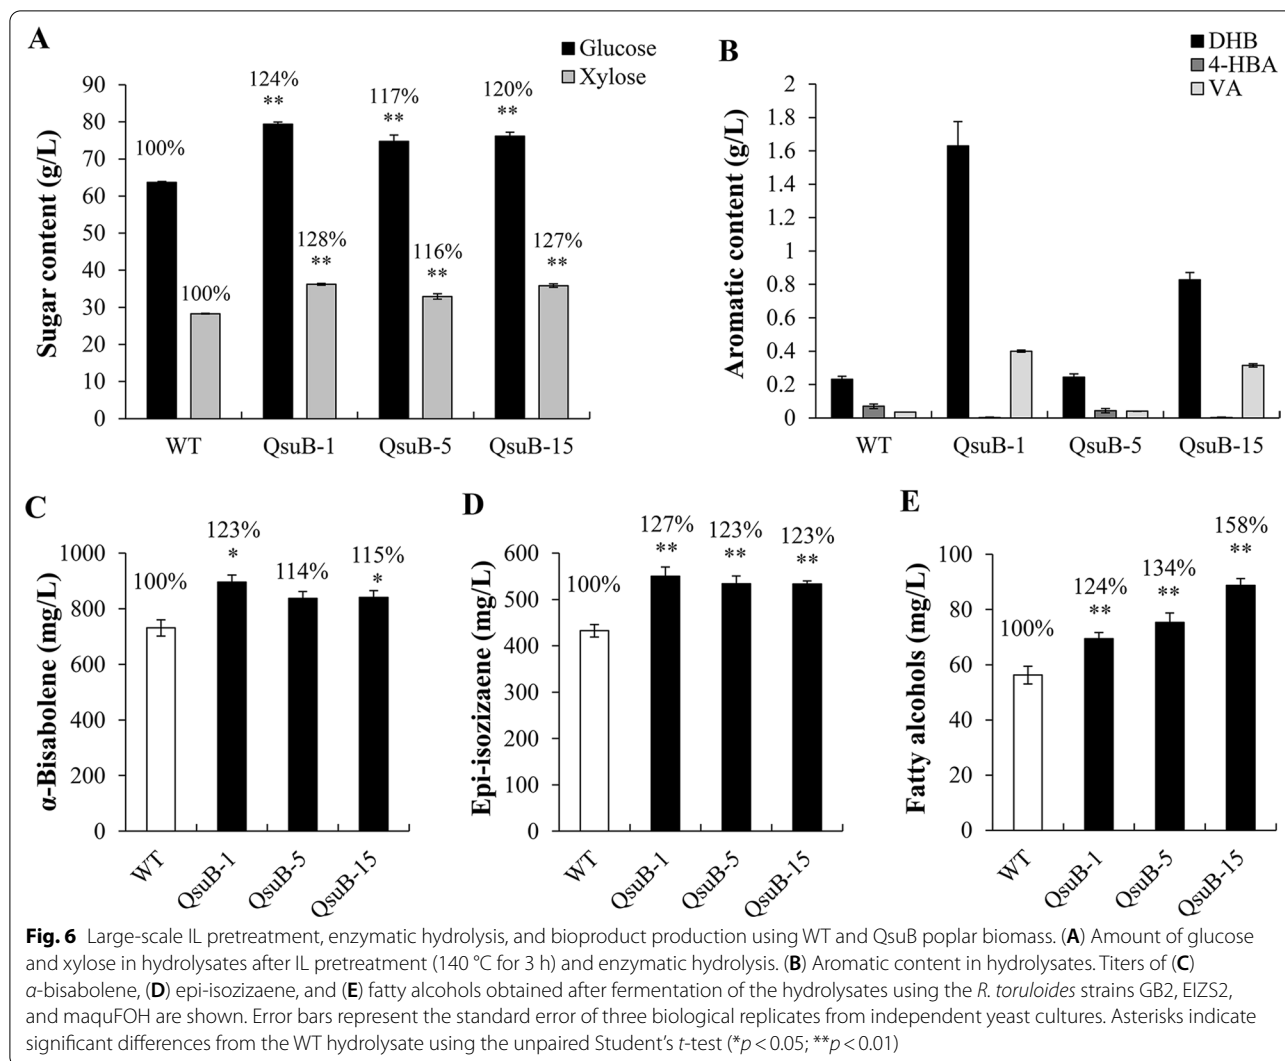 A
Glucose
Xylose
Sugar content (g/L)
90
80
70
60
50
40
30
20
10
0
100%
100%
124%
**
128%
**
117%
**
116%
**
120%
**
127%
**
WT
QsuB-1
QsuB-5
QsuB-15
B
DHB
4-HBA
VA
Aromatic content (g/L)
2
1.8
1.6
1.4
1.2
1
0.8
0.6
0.4
0.2
0
WT
QsuB-1
QsuB-5
QsuB-15
C
α-Bisabolene (mg/L)
1000
800
600
400
200
0
100%
123%
*
114%
115%
*
WT
QsuB-1
QsuB-5
QsuB-15
D
Epi-isozizaene (mg/L)
600
500
400
300
200
100
0
100%
127%
**
123%
**
123%
**
WT
QsuB-1
QsuB-5
QsuB-15
E
Fatty alcohols (mg/L)
100
80
60
40
20
0
100%
124%
**
134%
**
158%
**
WT
QsuB-1
QsuB-5
QsuB-15
Fig. 6 Large-scale IL pretreatment, enzymatic hydrolysis, and bioproduct production using WT and QsuB poplar biomass. (A) Amount of glucose
and xylose in hydrolysates after IL pretreatment (140 °C for 3 h) and enzymatic hydrolysis. (B) Aromatic content in hydrolysates. Titers of (C)
α-bisabolene, (D) epi-isozizaene, and (E) fatty alcohols obtained after fermentation of the hydrolysates using the R. toruloides strains GB2, EIZS2,
and maquFOH are shown. Error bars represent the standard error of three biological replicates from independent yeast cultures. Asterisks indicate
significant differences from the WT hydrolysate using the unpaired Student's t-test (*p < 0.05; **p < 0.01)